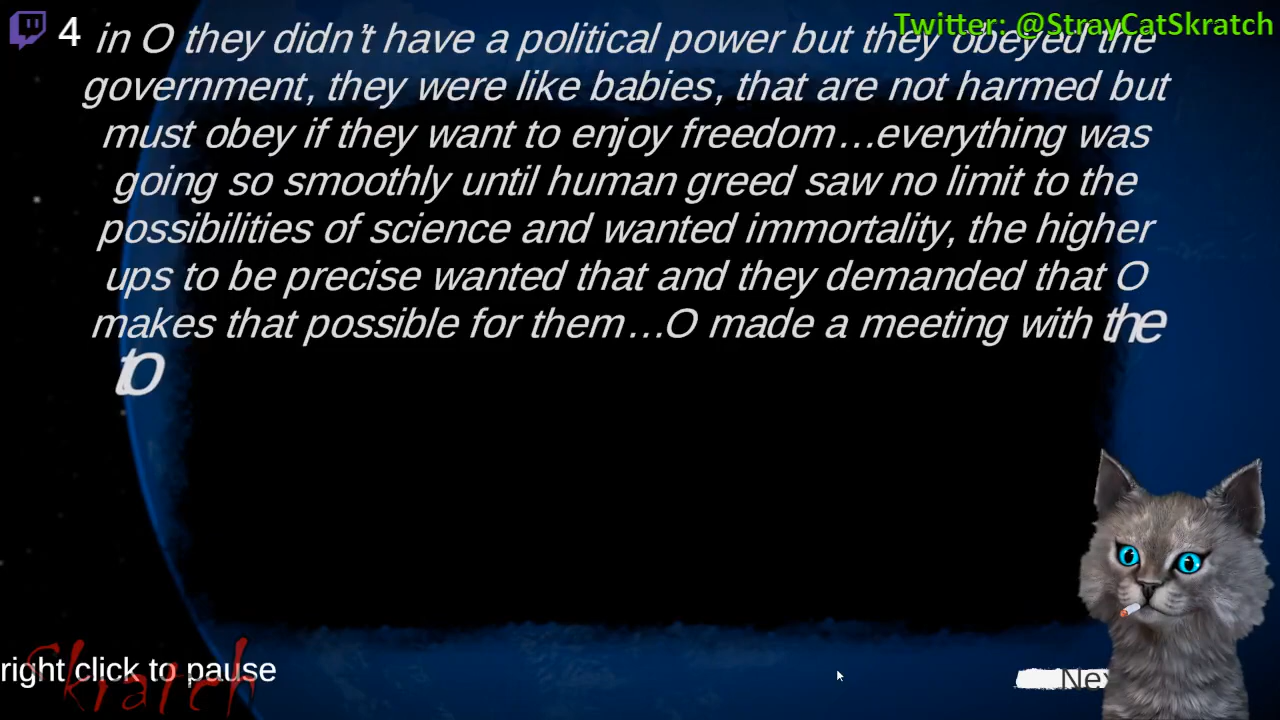 4
Twitter: @StrayCatSkratch
in O they didn't have a political power but they obeyed the
government, they were like babies, that are not harmed but
must obey if they want to enjoy freedom...everything was
going so smoothly until human greed saw no limit to the
possibilities of science and wanted immortality, the higher
ups to be precise wanted that and they demanded that O
makes that possible for them...O made a meeting with the
to
right click to pause
Skratch